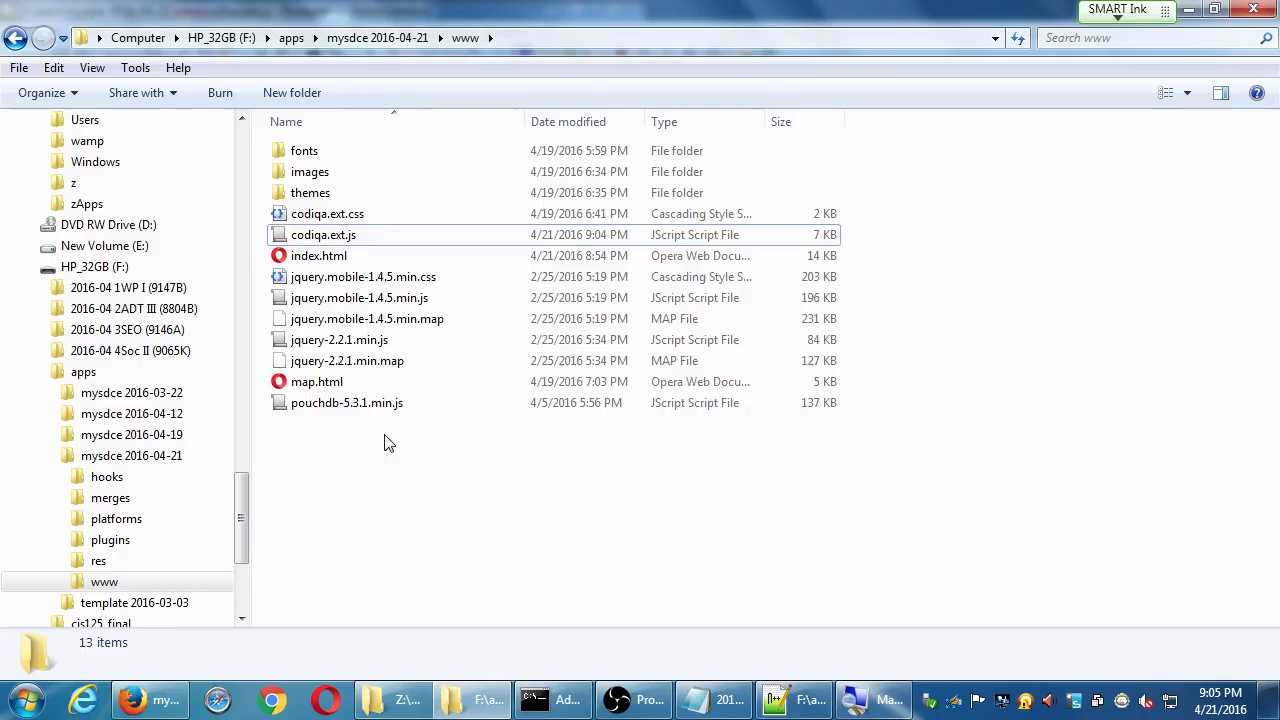 SMART Ink
Computer HP_32GB (F:) apps mysdce 2016-04-21 www
Search www
File Edit View Tools Help
Organize Share with Burn New folder
Name Date modified Type Size
Users
wamp
Windows
z
zApps
DVD RW Drive (D:)
New Volume (E:)
HP_32GB (F:)
2016-04 1WP I (9147B)
2016-04 2ADT III (8804B)
2016-04 3SEO (9146A)
2016-04 4Soc II (9065K)
apps
mysdce 2016-03-22
mysdce 2016-04-12
mysdce 2016-04-19
mysdce 2016-04-21
hooks
merges
platforms
plugins
res
www
template 2016-03-03
cis125_final
fonts 4/19/2016 5:59 PM File folder
images 4/19/2016 6:34 PM File folder
themes 4/19/2016 6:35 PM File folder
codiqa.ext.css 4/19/2016 6:41 PM Cascading Style S... 2 KB
codiqa.ext.js 4/21/2016 9:04 PM JScript Script File 7 KB
index.html 4/21/2016 8:54 PM Opera Web Docu... 14 KB
jquery.mobile-1.4.5.min.css 2/25/2016 5:19 PM Cascading Style S... 203 KB
jquery.mobile-1.4.5.min.js 2/25/2016 5:19 PM JScript Script File 196 KB
jquery.mobile-1.4.5.min.map 2/25/2016 5:19 PM MAP File 231 KB
jquery-2.2.1.min.js 2/25/2016 5:34 PM JScript Script File 84 KB
jquery-2.2.1.min.map 2/25/2016 5:34 PM MAP File 127 KB
map.html 4/19/2016 7:03 PM Opera Web Docu... 5 KB
pouchdb-5.3.1.min.js 4/5/2016 5:56 PM JScript Script File 137 KB
13 items
my... Z:\... F:\a... Ad... Pro... 201... F:\a... Ma...
9:05 PM
4/21/2016